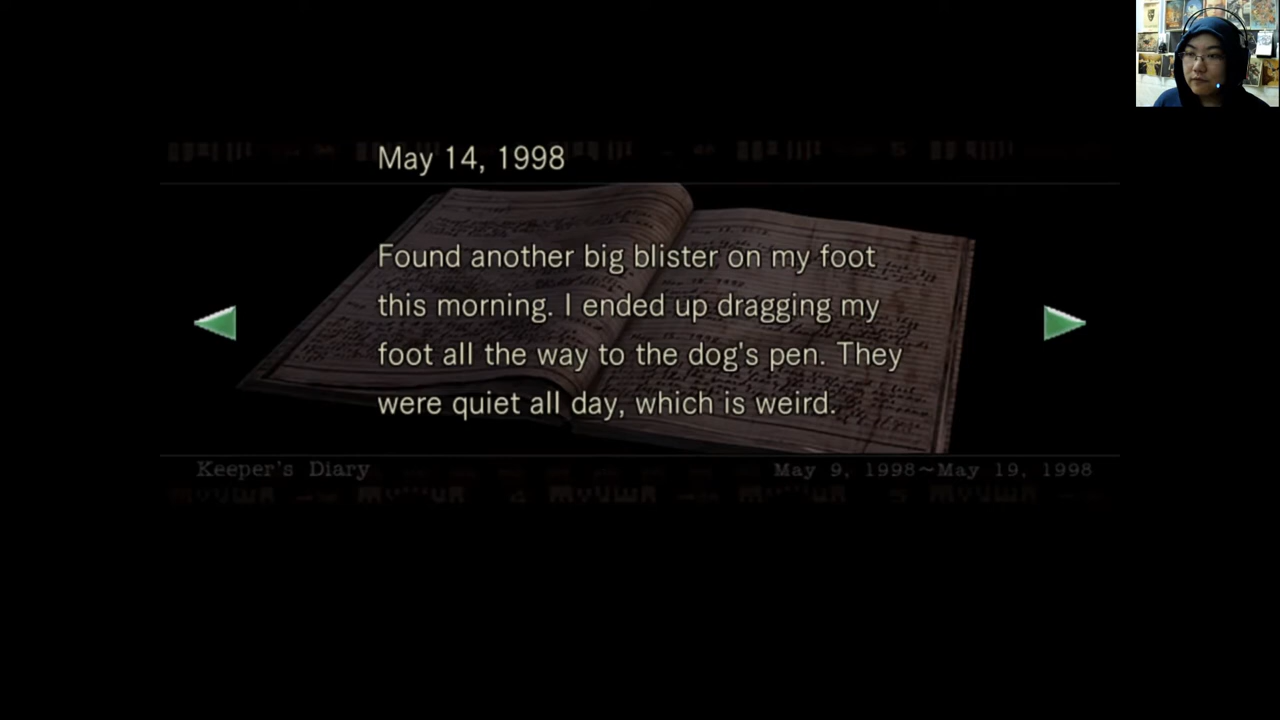 May 14, 1998
Found another big blister on my foot
this morning. I ended up dragging my
foot all the way to the dog's pen. They
were quiet all day, which is weird.
Keeper's Diary
May 9, 1998~May 19, 1998